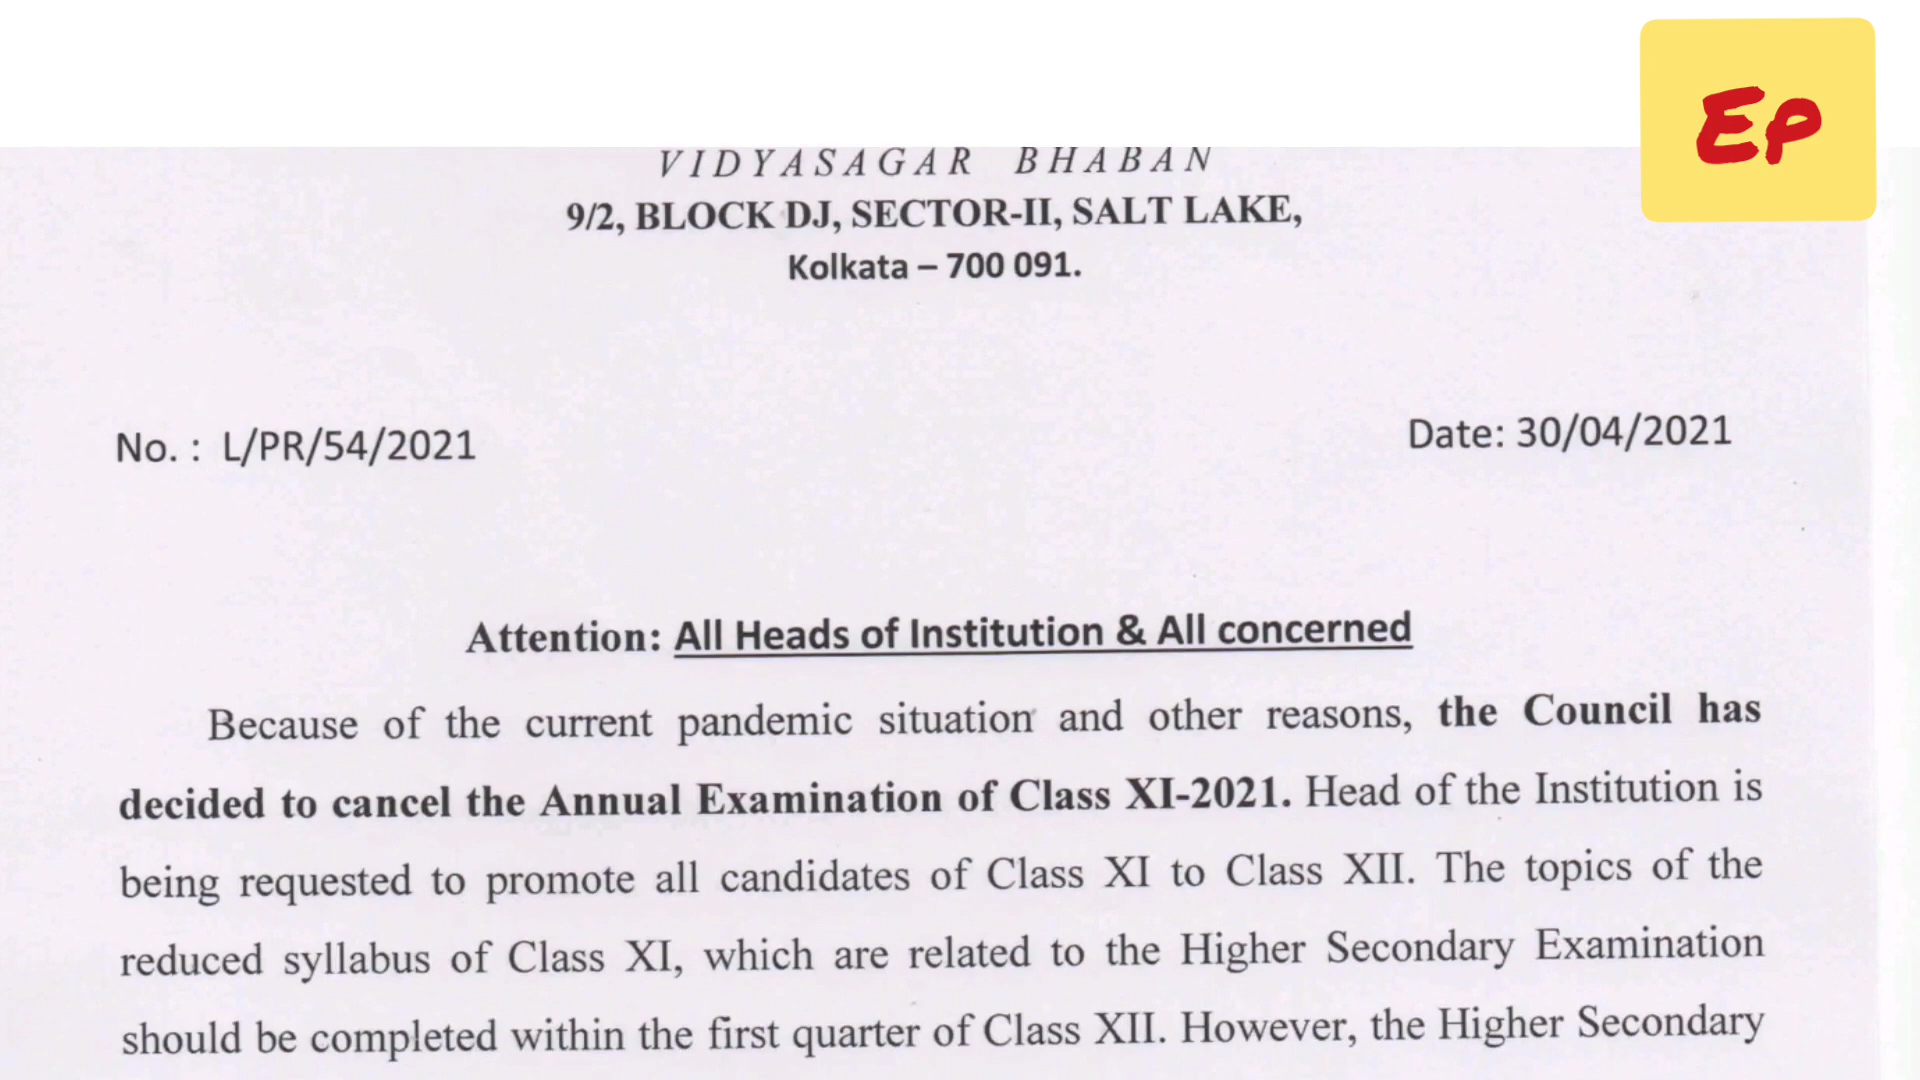 Ep
VIDYASAGAR BHABAN
9/2, BLOCK DJ, SECTOR-II, SALT LAKE,
Kolkata – 700 091.
No. : L/PR/54/2021
Date: 30/04/2021
Attention: All Heads of Institution & All concerned
Because of the current pandemic situation and other reasons, the Council has
decided to cancel the Annual Examination of Class XI-2021. Head of the Institution is
being requested to promote all candidates of Class XI to Class XII. The topics of the
reduced syllabus of Class XI, which are related to the Higher Secondary Examination
should be completed within the first quarter of Class XII. However, the Higher Secondary